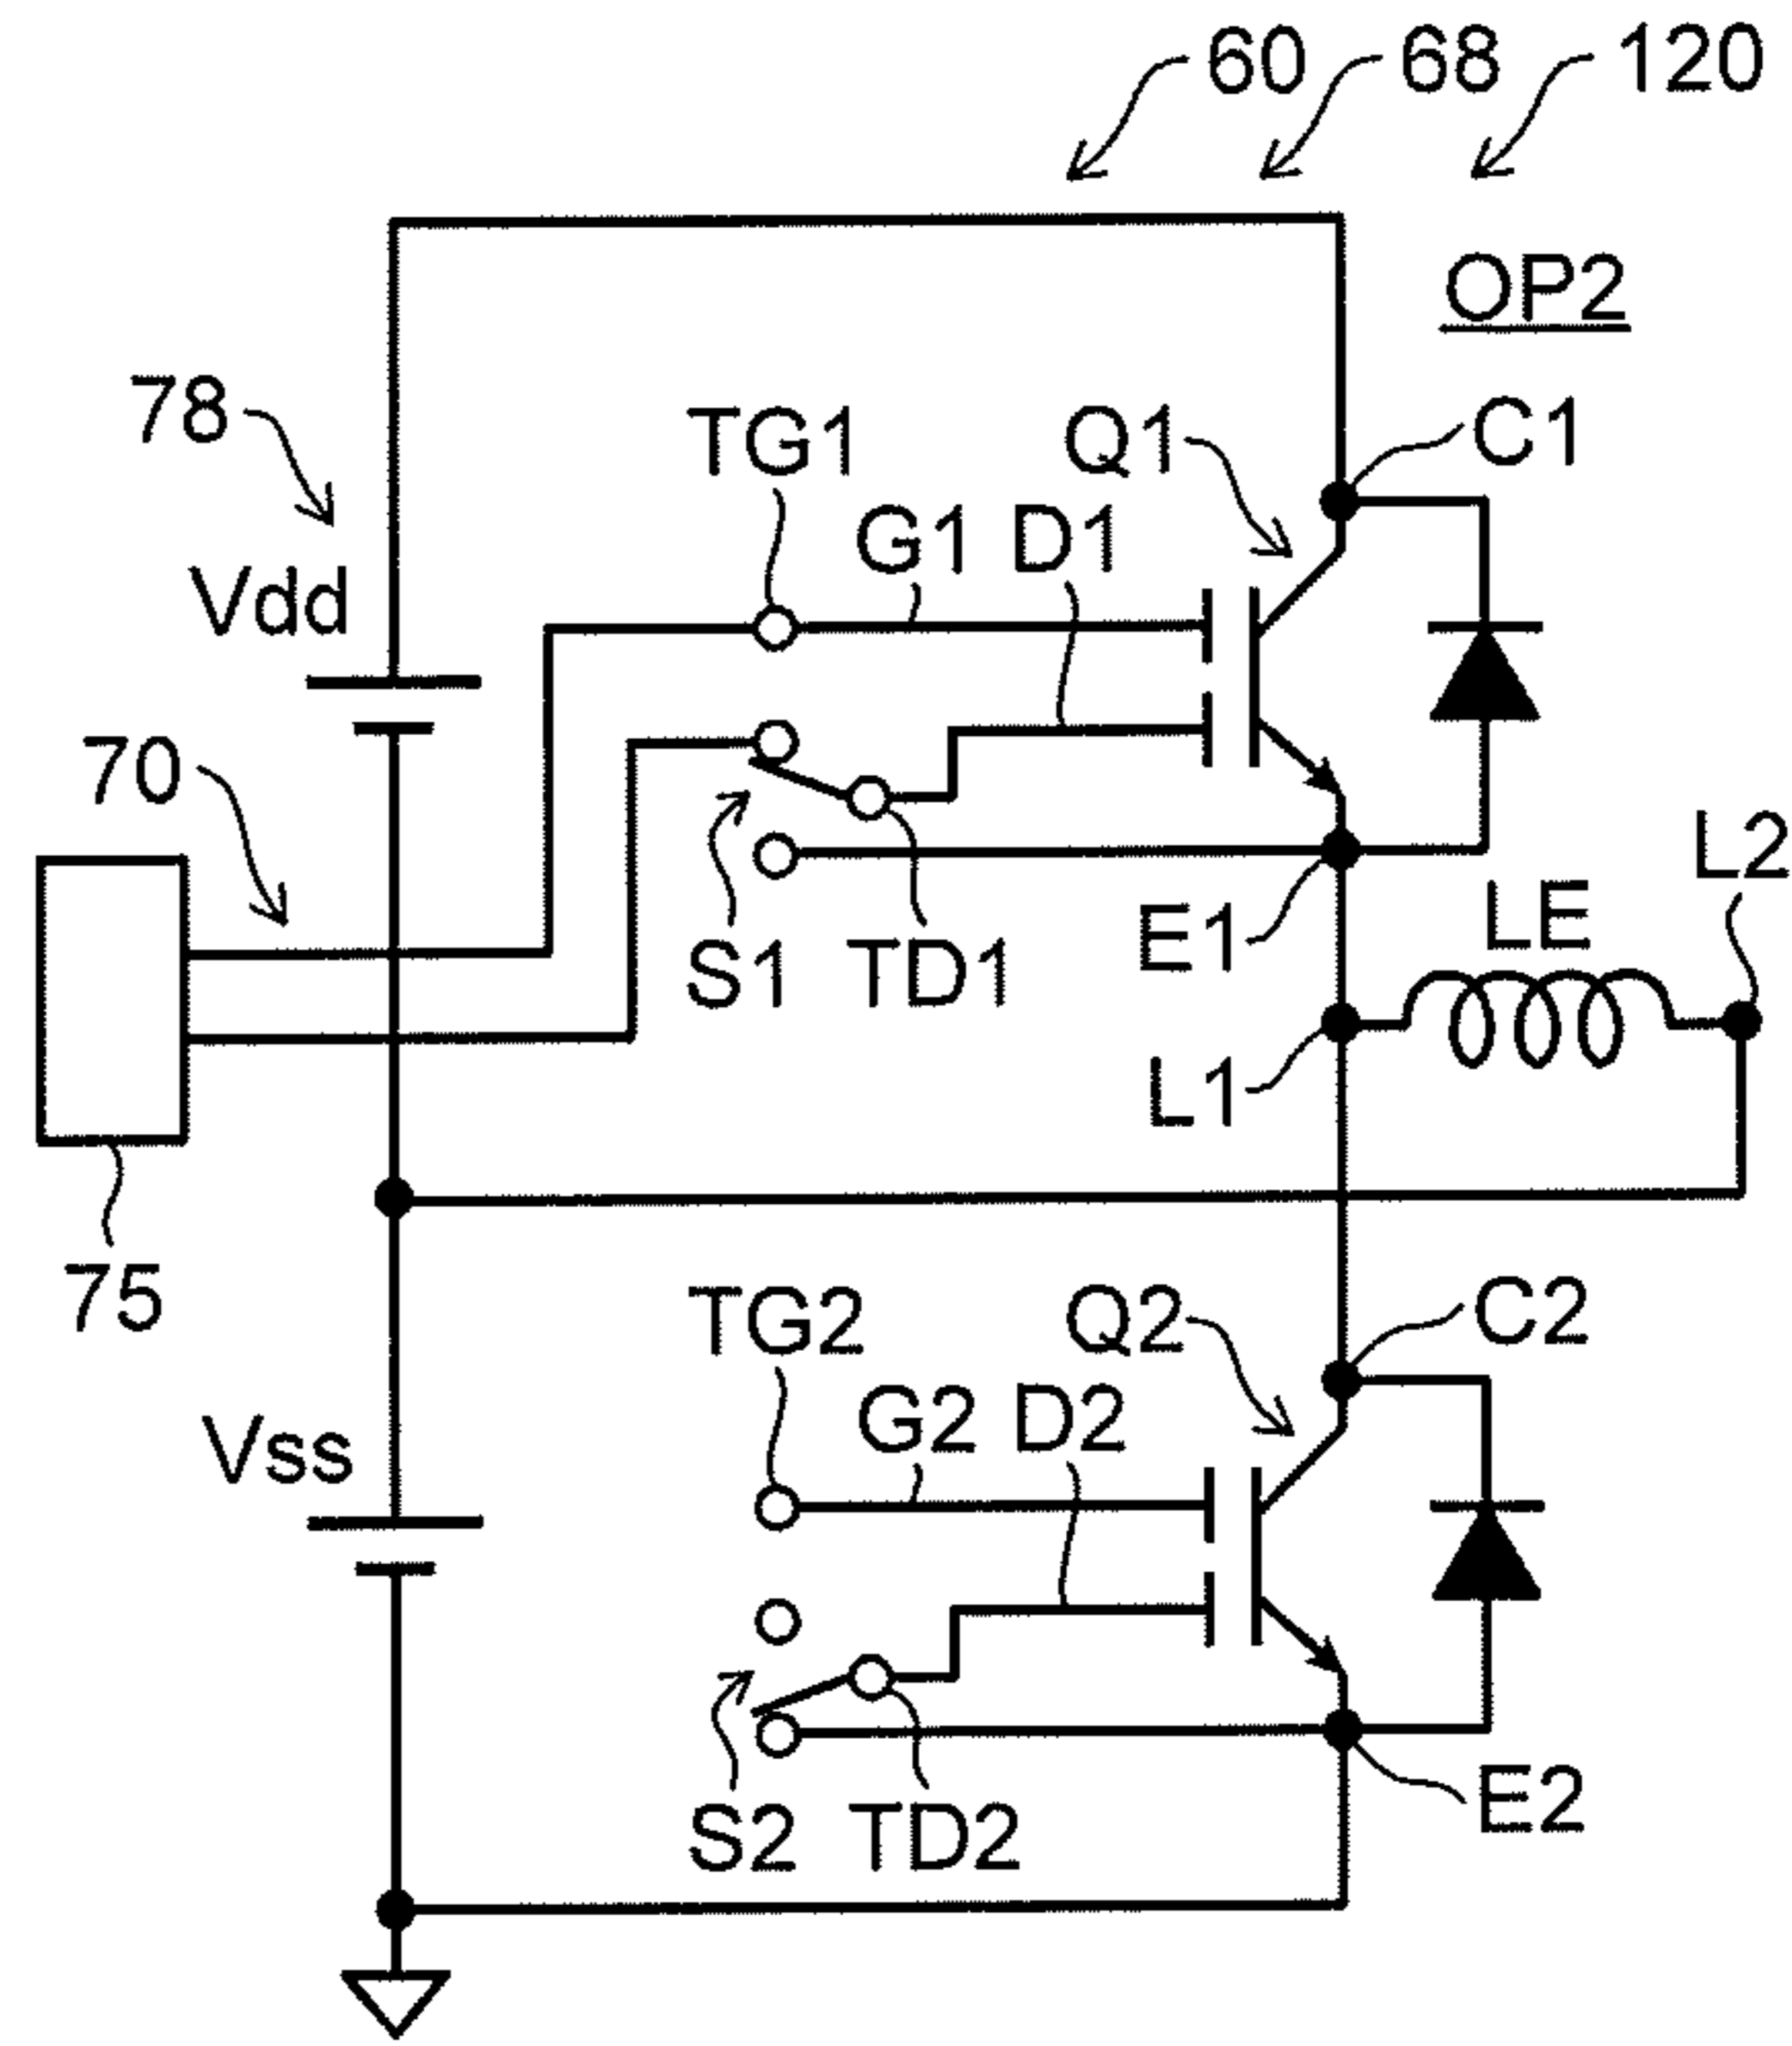 60 68 120
OP2
78
TG1 Q1 C1
G1 D1
Vdd
70
L2
S1 TD1 E1 LE
L1
75
TG2 Q2 C2
G2 D2
Vss
S2 TD2 E2